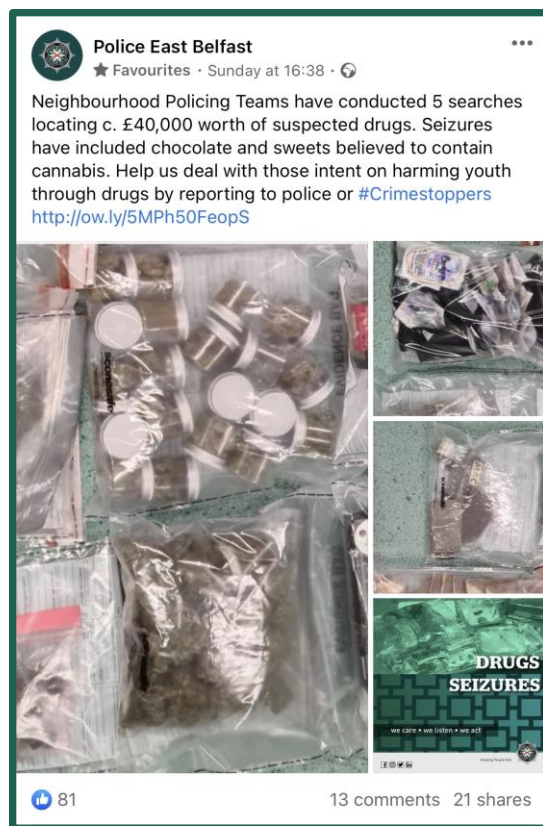 Police East Belfast
Favourites · Sunday at 16:38 ·
Neighbourhood Policing Teams have conducted 5 searches
locating c. £40,000 worth of suspected drugs. Seizures
have included chocolate and sweets believed to contain
cannabis. Help us deal with those intent on harming youth
through drugs by reporting to police or #Crimestoppers
http://ow.ly/5MPh50FeopS
DRUGS
SEIZURES
we care • we listen • we act
81
13 comments 21 shares